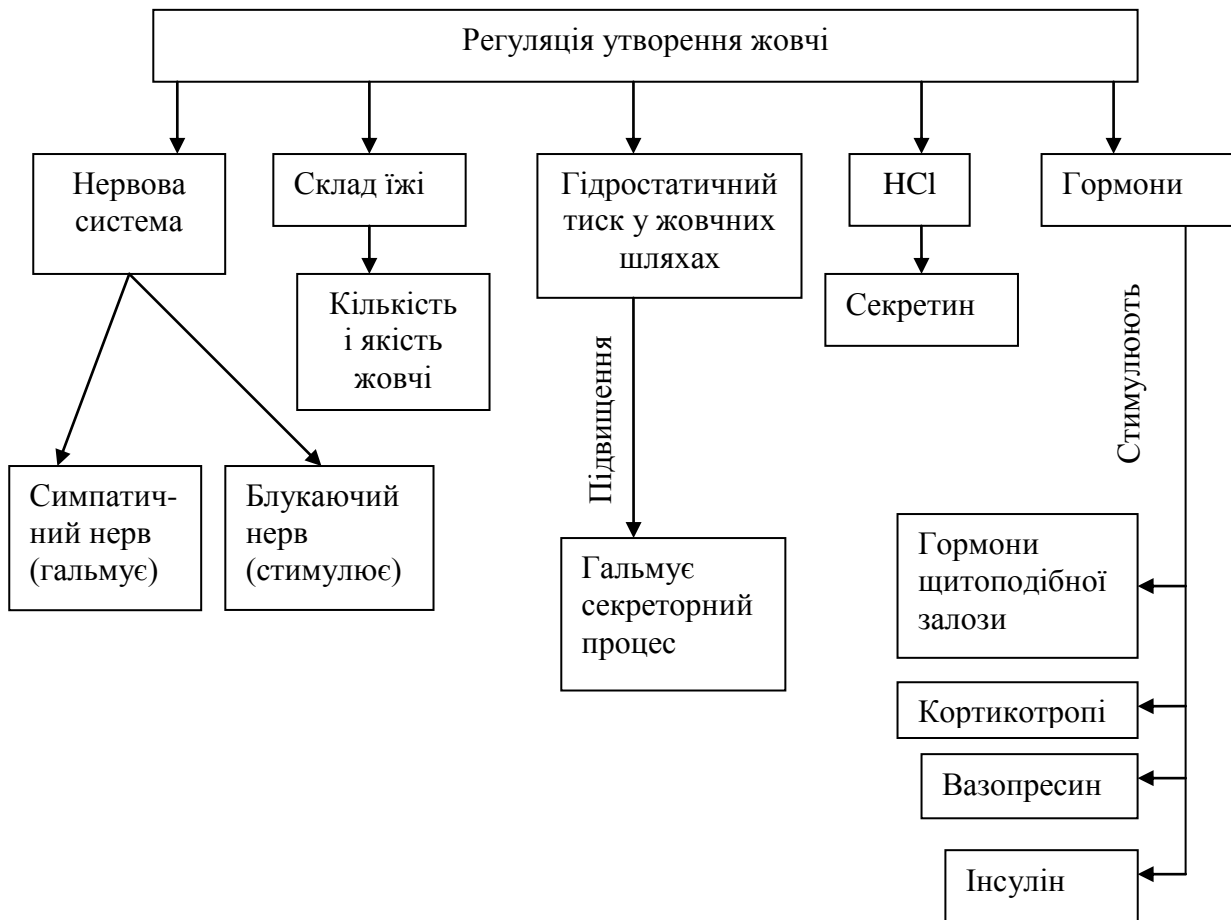 Регуляція утворення жовчі
Нервова
система
Склад їжі
Гідростатичний
тиск у жовчних
шляхах
HCl
Гормони
Кількість
і якість
жовчі
Секретин
Підвищення
Стимулюють
Симпатич-
ний нерв
(гальмує)
Блукаючий
нерв
(стимулює)
Гальмує
секреторний
процес
Гормони
щитоподібної
залози
Кортикотропі
Вазопресин
Інсулін